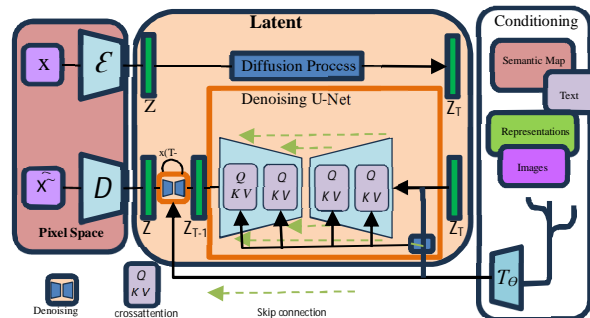 Latent
Conditioning
x
ℰ
Z
Diffusion Process
Z_T
Semantic Map
Text
Representations
Images
Denoising U-Net
x(T-
x̃
D
Z
Z_T-1
Q
K V
Q
K V
Q
K V
Q
K V
Z_T
Pixel Space
T_Θ
Q
K V
Denoising
crossattention
Skip connection